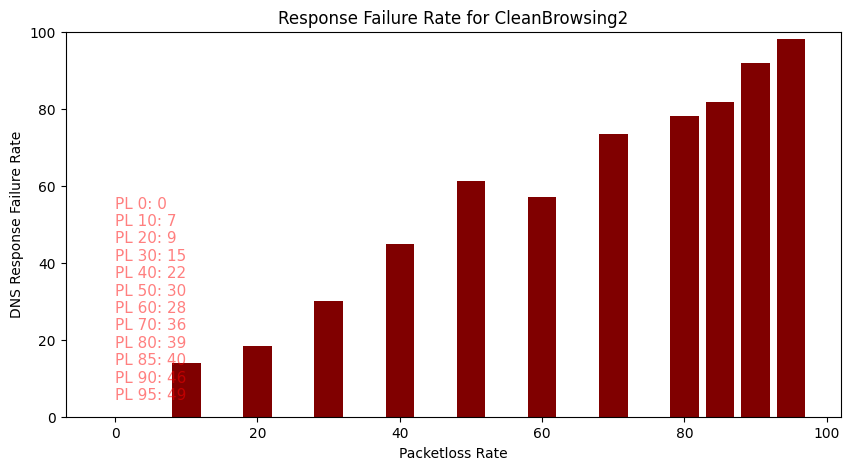 Response Failure Rate for CleanBrowsing2
100
80
60
40
20
0
DNS Response Failure Rate
PL 0: 0
PL 10: 7
PL 20: 9
PL 30: 15
PL 40: 22
PL 50: 30
PL 60: 28
PL 70: 36
PL 80: 39
PL 85: 40
PL 90: 46
PL 95: 49
0 20 40 60 80 100
Packetloss Rate